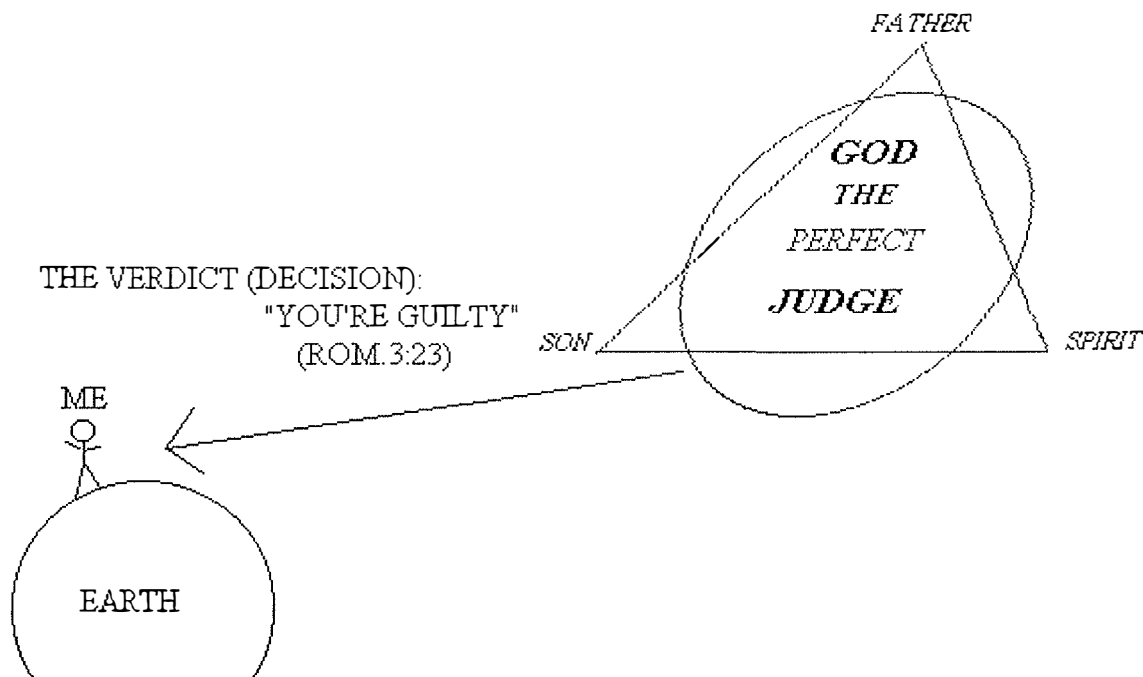 FATHER
GOD
THE
PERFECT
JUDGE
SON
SPIRIT
THE VERDICT (DECISION):
"YOU'RE GUILTY"
(ROM.3:23)
ME
EARTH